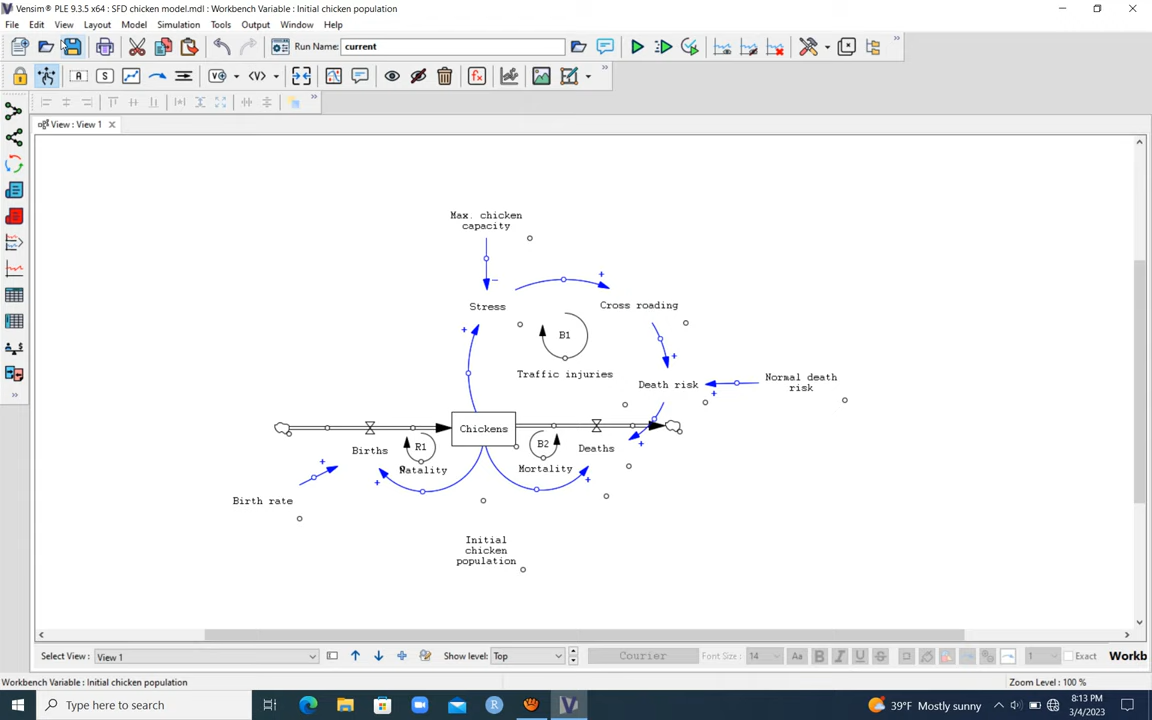 Vensim® PLE 9.3.5 x64 : SFD chicken model.mdl : Workbench Variable: Initial chicken population
File Edit View Layout Model Simulation Tools Output Window Help
Run Name: current
A S V <V> fx
View : View 1
Max. chicken
capacity
Stress
Cross roading
B1
Traffic injuries
Death risk
Normal death
risk
Chickens
Births
R1
Natality
B2
Mortality
Deaths
Birth rate
Initial
chicken
population
Select View: View 1 Show level: Top Courier Font Size: 14 Aa B I U S 1 Exact Workb
Workbench Variable : Initial chicken population Zoom Level: 100 %
Type here to search R V 39°F Mostly sunny 8:13 PM
3/4/2023